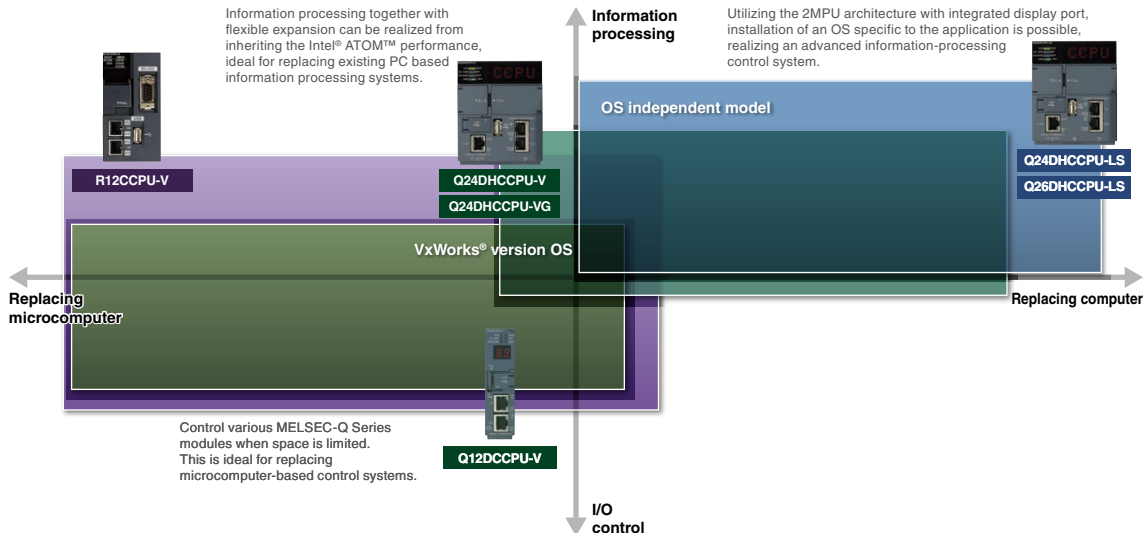 Information processing together with
flexible expansion can be realized from
inheriting the Intel® ATOM™ performance,
ideal for replacing existing PC based
information processing systems.
Information
processing
Utilizing the 2MPU architecture with integrated display port,
installation of an OS specific to the application is possible,
realizing an advanced information-processing
control system.
CCPU
CCPU
OS independent model
R12CCPU-V
Q24DHCCPU-V
Q24DHCCPU-VG
Q24DHCCPU-LS
Q26DHCCPU-LS
VxWorks® version OS
Replacing
microcomputer
Replacing computer
Control various MELSEC-Q Series
modules when space is limited.
This is ideal for replacing
microcomputer-based control systems.
Q12DCCPU-V
I/O
control